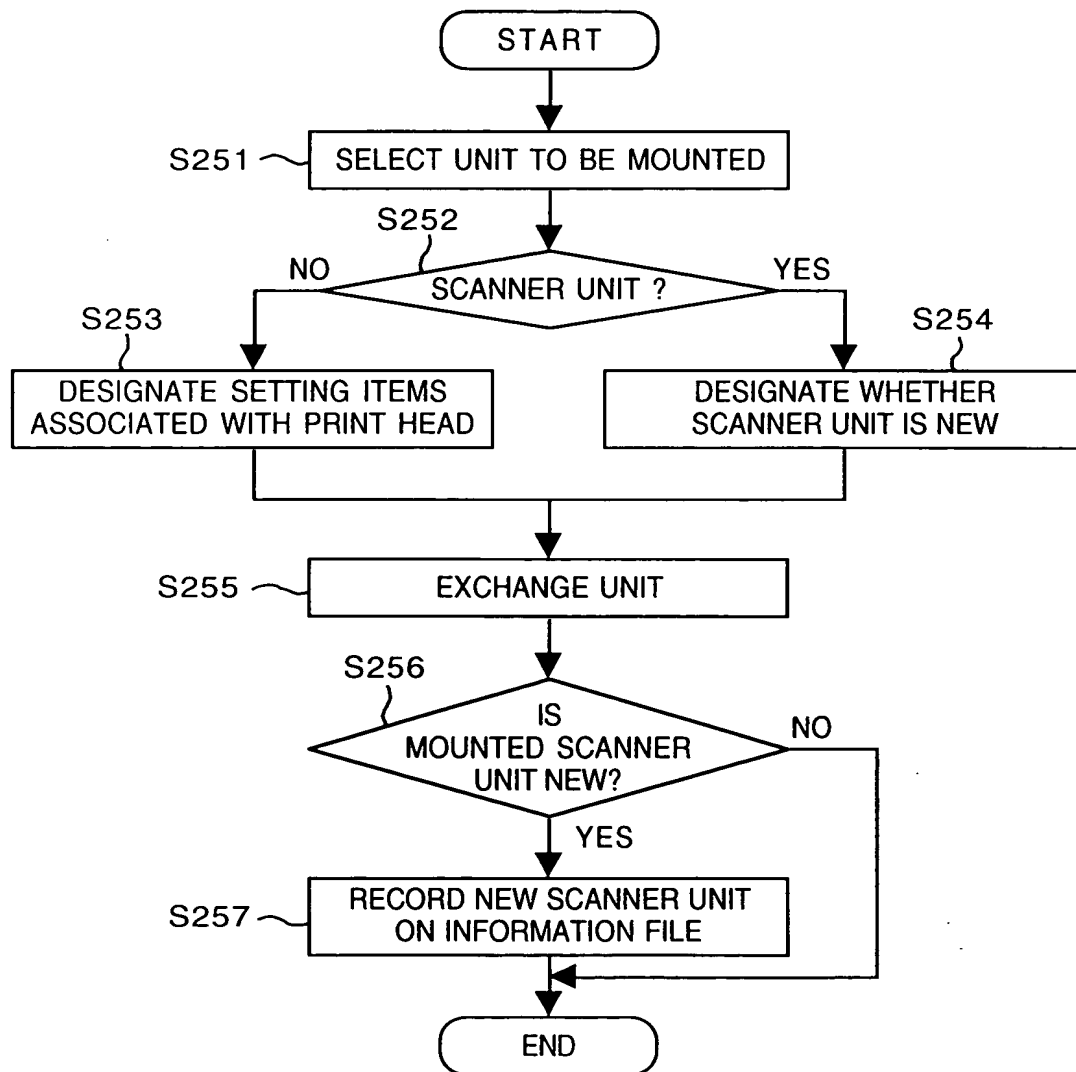 START
S251
SELECT UNIT TO BE MOUNTED
S252
NO
SCANNER UNIT ?
YES
S253
S254
DESIGNATE SETTING ITEMS
ASSOCIATED WITH PRINT HEAD
DESIGNATE WHETHER
SCANNER UNIT IS NEW
S255
EXCHANGE UNIT
S256
IS
MOUNTED SCANNER
UNIT NEW?
NO
YES
S257
RECORD NEW SCANNER UNIT
ON INFORMATION FILE
END